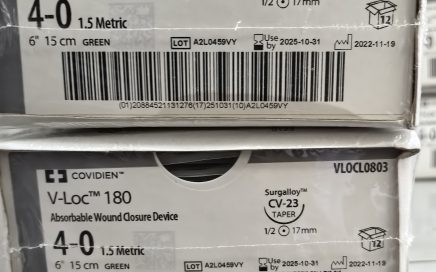 4-0 1.5 Metric
6" 15 cm GREEN
LOT A2L0459VY
Use by 2025-10-31
2022-11-19
1/2 17mm
12
(01)20884521131276(17)251031(10)A2L0459VY
COVIDIEN™
VLOCL0803
V-Loc™ 180
Absorbable Wound Closure Device
Surgalloy™
CV-23
TAPER
4-0 1.5 Metric
1/2 17mm
6" 15 cm GREEN
LOT A2L0459VY
Use by 2025-10-31
2022-11-19
12